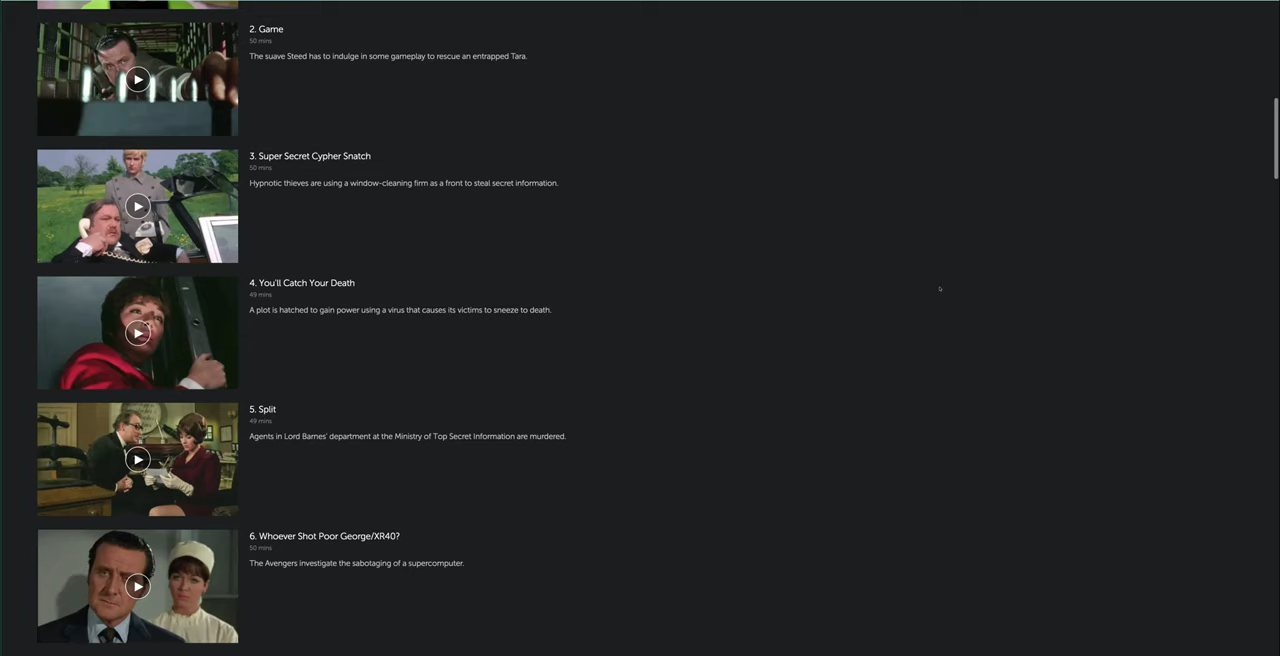 2. Game
50 mins
The suave Steed has to indulge in some gameplay to rescue an entrapped Tara.
3. Super Secret Cypher Snatch
50 mins
Hypnotic thieves are using a window-cleaning firm as a front to steal secret information.
4. You'll Catch Your Death
49 mins
A plot is hatched to gain power using a virus that causes its victims to sneeze to death.
5. Split
49 mins
Agents in Lord Barnes' department at the Ministry of Top Secret Information are murdered.
6. Whoever Shot Poor George/XR40?
50 mins
The Avengers investigate the sabotaging of a supercomputer.